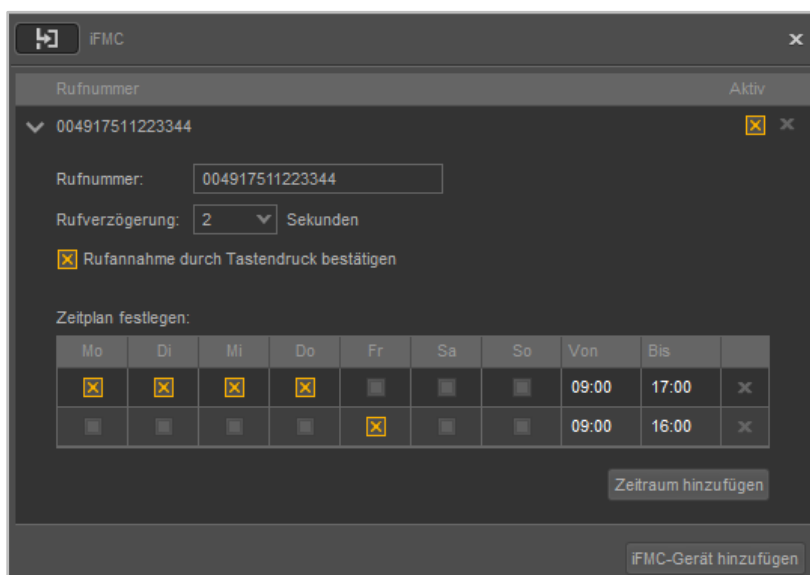 iFMC
Rufnummer Aktiv
004917511223344
Rufnummer: 004917511223344
Rufverzögerung: 2 Sekunden
Rufannahme durch Tastendruck bestätigen
Zeitplan festlegen:
Mo Di Mi Do Fr Sa So Von Bis
09:00 17:00
09:00 16:00
Zeitraum hinzufügen
iFMC-Gerät hinzufügen